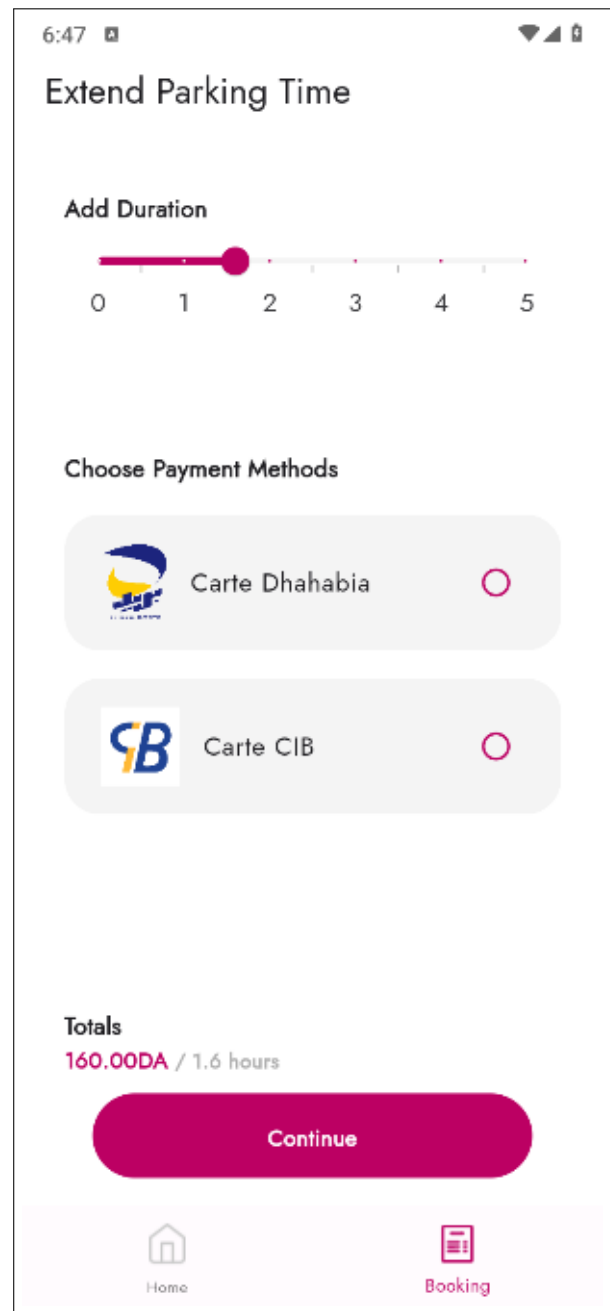 6:47
Extend Parking Time
Add Duration
0 1 2 3 4 5
Choose Payment Methods
Carte Dhahabia
CIB Carte CIB
Totals
160.00DA / 1.6 hours
Continue
Home Booking